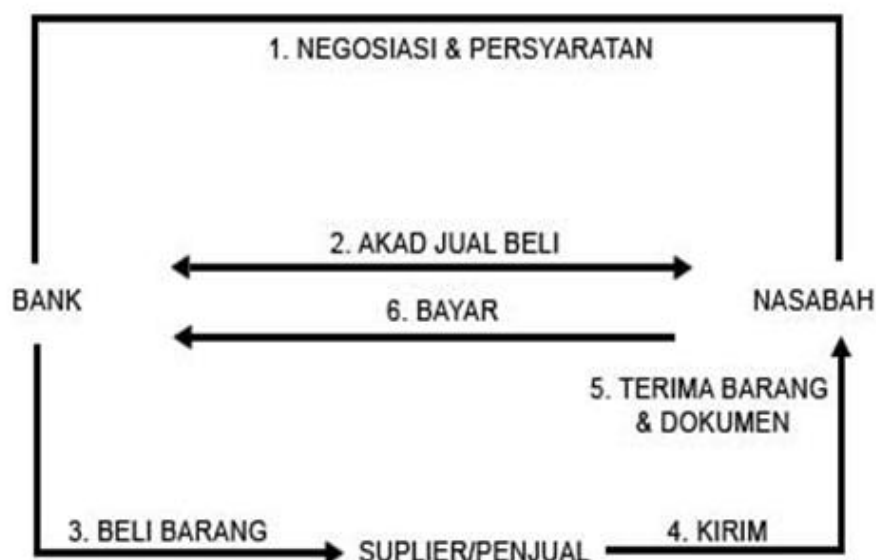 1. NEGOSIASI & PERSYARATAN
2. AKAD JUAL BELI
BANK
6. BAYAR
NASABAH
5. TERIMA BARANG
& DOKUMEN
3. BELI BARANG
SUPLIER/PENJUAL
4. KIRIM